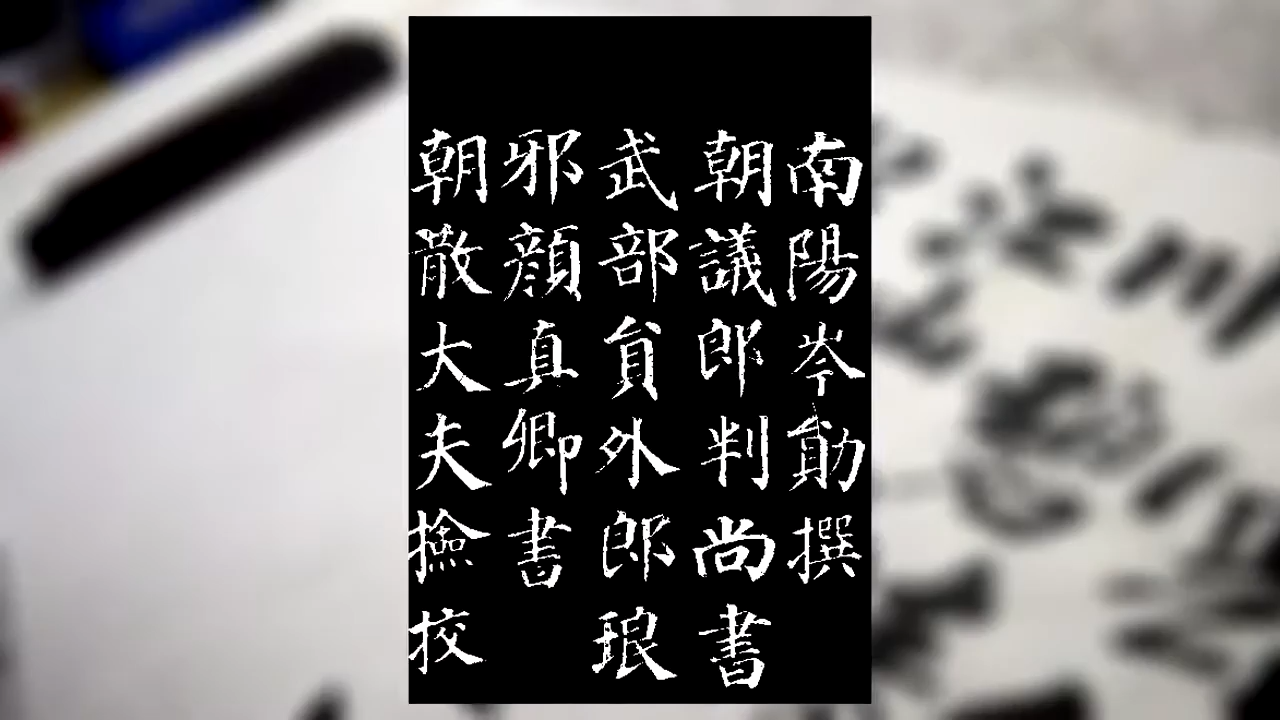 南陽岑勛撰
朝議郎判尚書
武部貟外郎琅
邪顔真卿書
朝散大夫撿挍